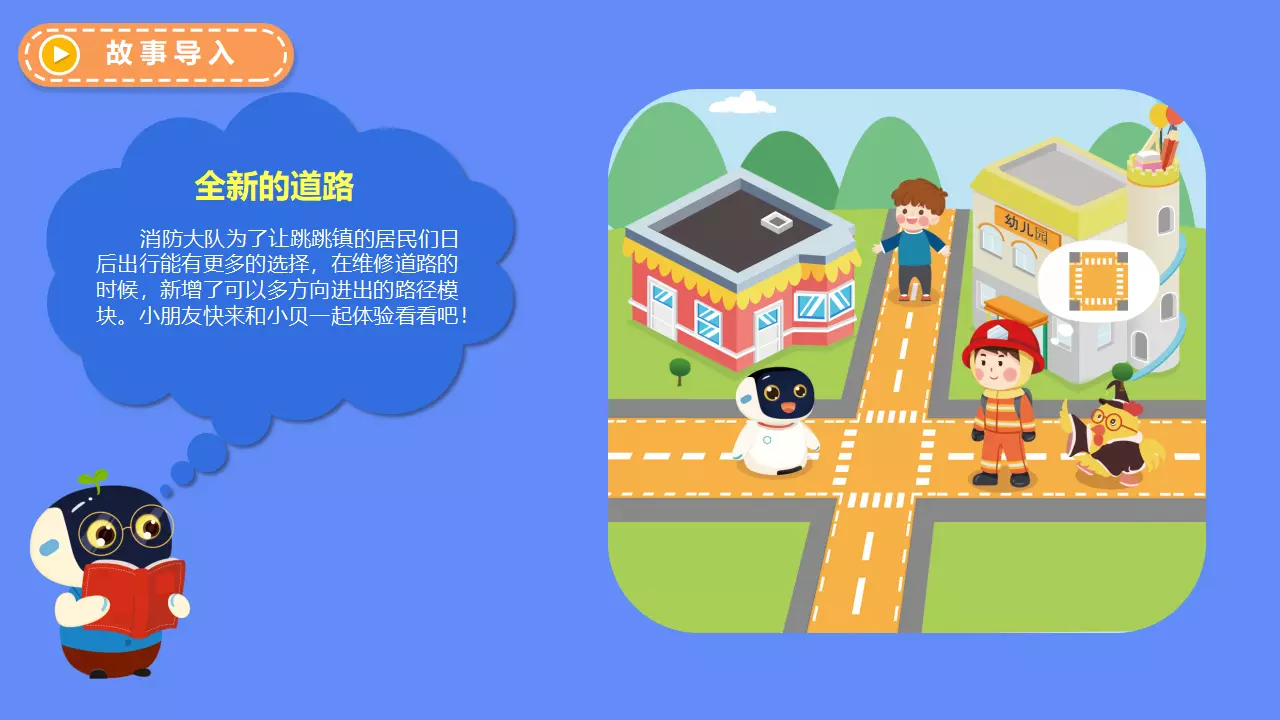 故事导入
全新的道路
消防大队为了让跳跳镇的居民们日
后出行能有更多的选择，在维修道路的
时候，新增了可以多方向进出的路径模
块。小朋友快来和小贝一起体验看看吧！
幼儿园